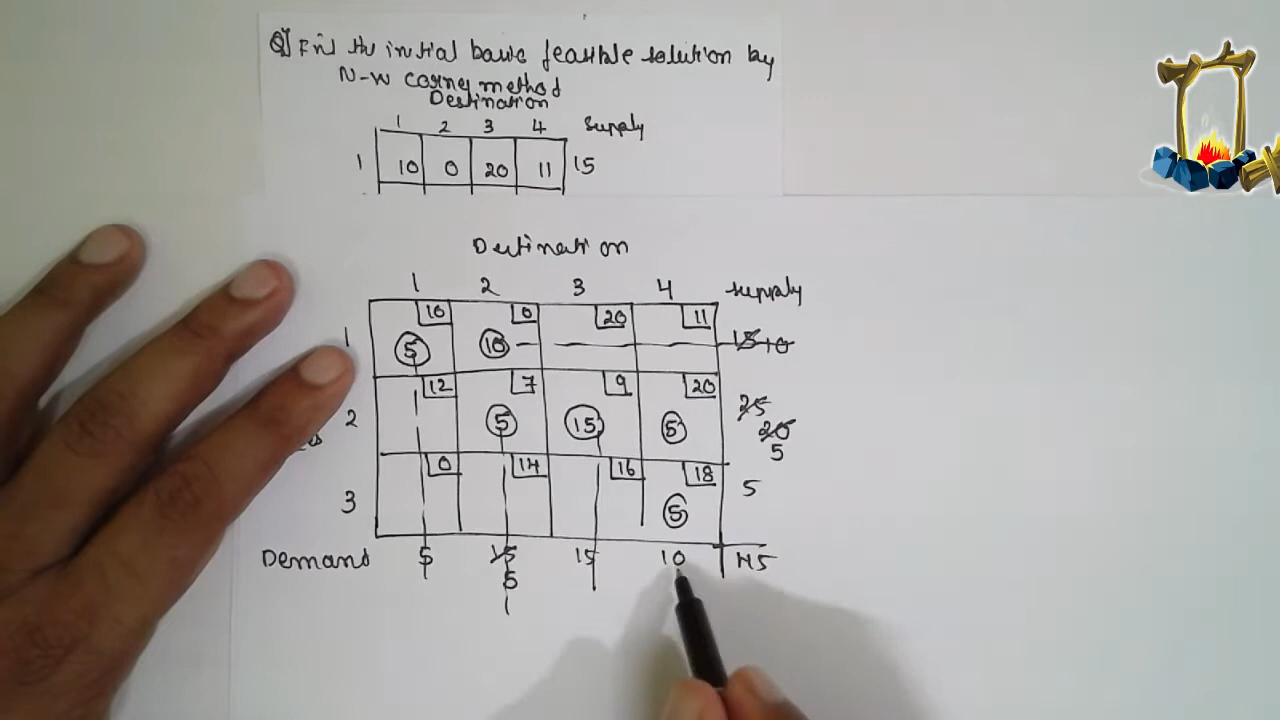 Q] Find the initial basic feasible solution by
N-W corner method
Destination
1 2 3 4 Supply
1 10 0 20 11 15
Destination
1 2 3 4 supply
10 0 20 11
1 5 10 15 10
12 7 9 20 25
2 5 15 5 20
5
0 14 16 18
3 5 5
Demand 5 15 15 10 45
5